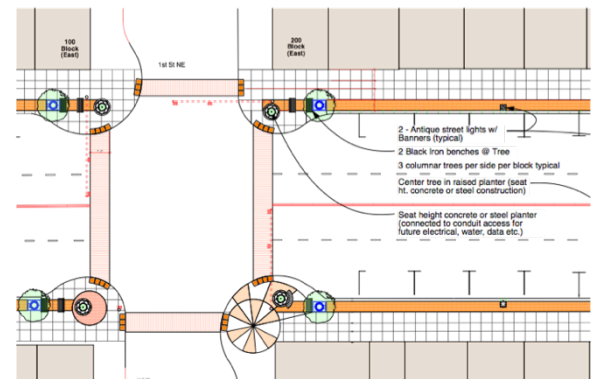 100
Block
(East)
200
Block
(East)
1st St NE
2 - Antique street lights w/
Banners (typical)
2 Black Iron benches @ Tree
3 columnar trees per side per block typical
Center tree in raised planter (seat
ht. concrete or steel construction)
Seat height concrete or steel planter
(connected to conduit access for
future electrical, water, data etc.)